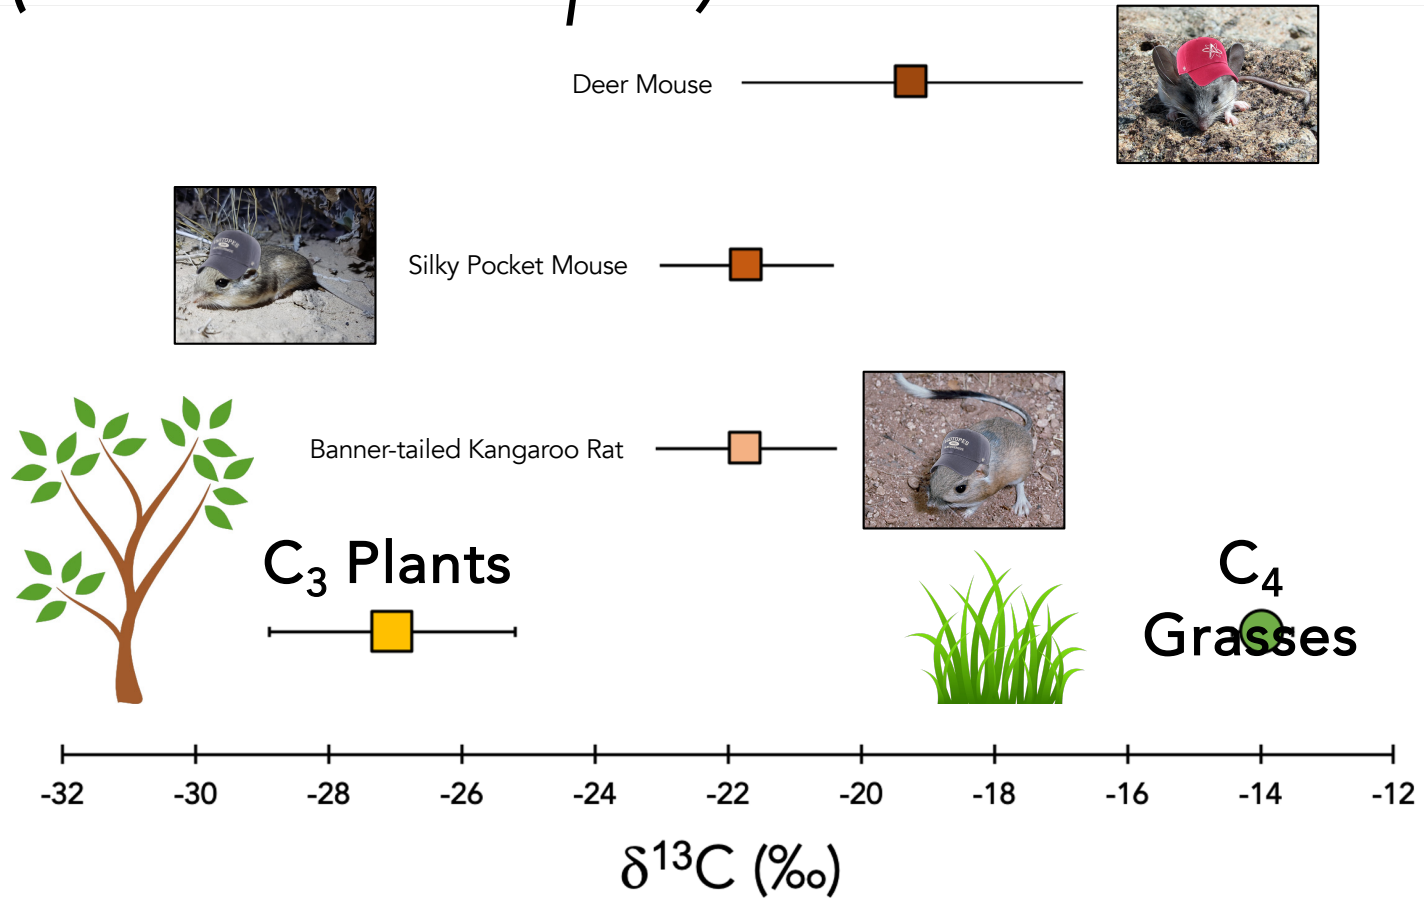 Deer Mouse
Silky Pocket Mouse
Banner-tailed Kangaroo Rat
C₃ Plants
C₄
Grasses
-32 -30 -28 -26 -24 -22 -20 -18 -16 -14 -12
δ¹³C (‰)